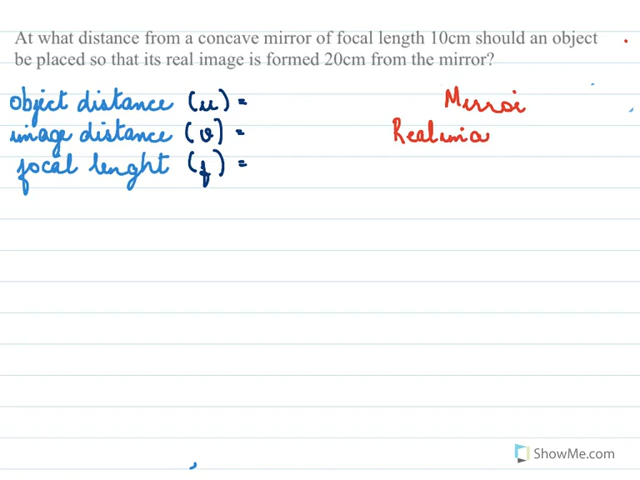 At what distance from a concave mirror of focal length 10cm should an object
be placed so that its real image is formed 20cm from the mirror?
object distance (u) =
Mirror
image distance (v) =
Real ima
focal lenght (f) =
ShowMe.com